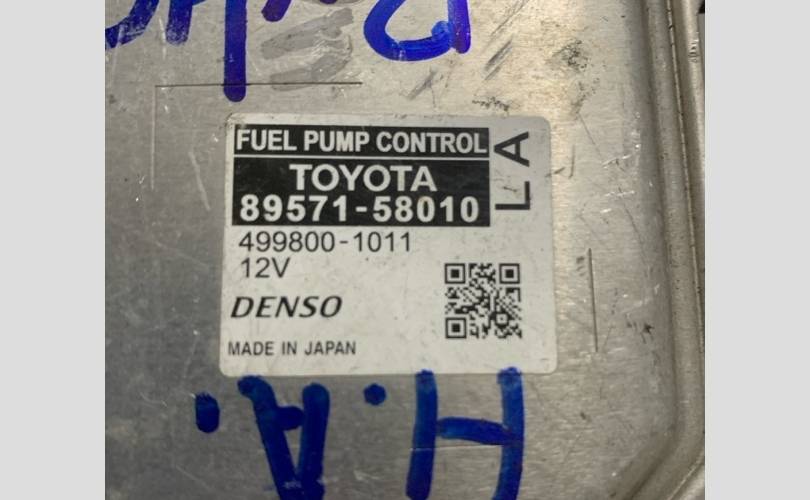 FUEL PUMP CONTROL
TOYOTA
89571-58010
LA
499800-1011
12V
DENSO
MADE IN JAPAN
H.A.